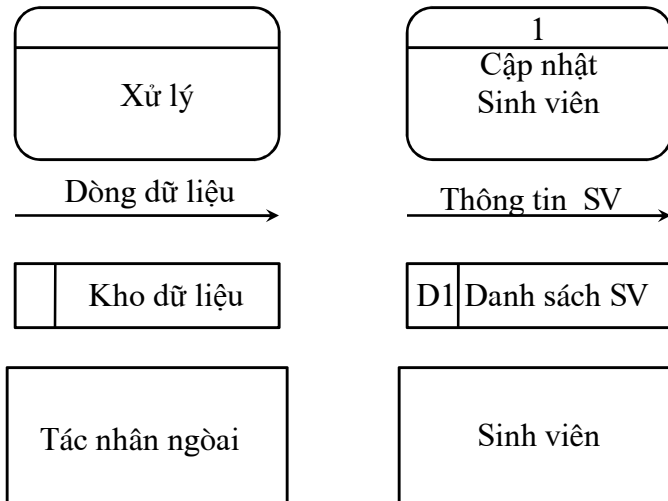 1
Xử lý
Cập nhật
Sinh viên
Dòng dữ liệu
Thông tin SV
Kho dữ liệu
D1 Danh sách SV
Tác nhân ngòai
Sinh viên